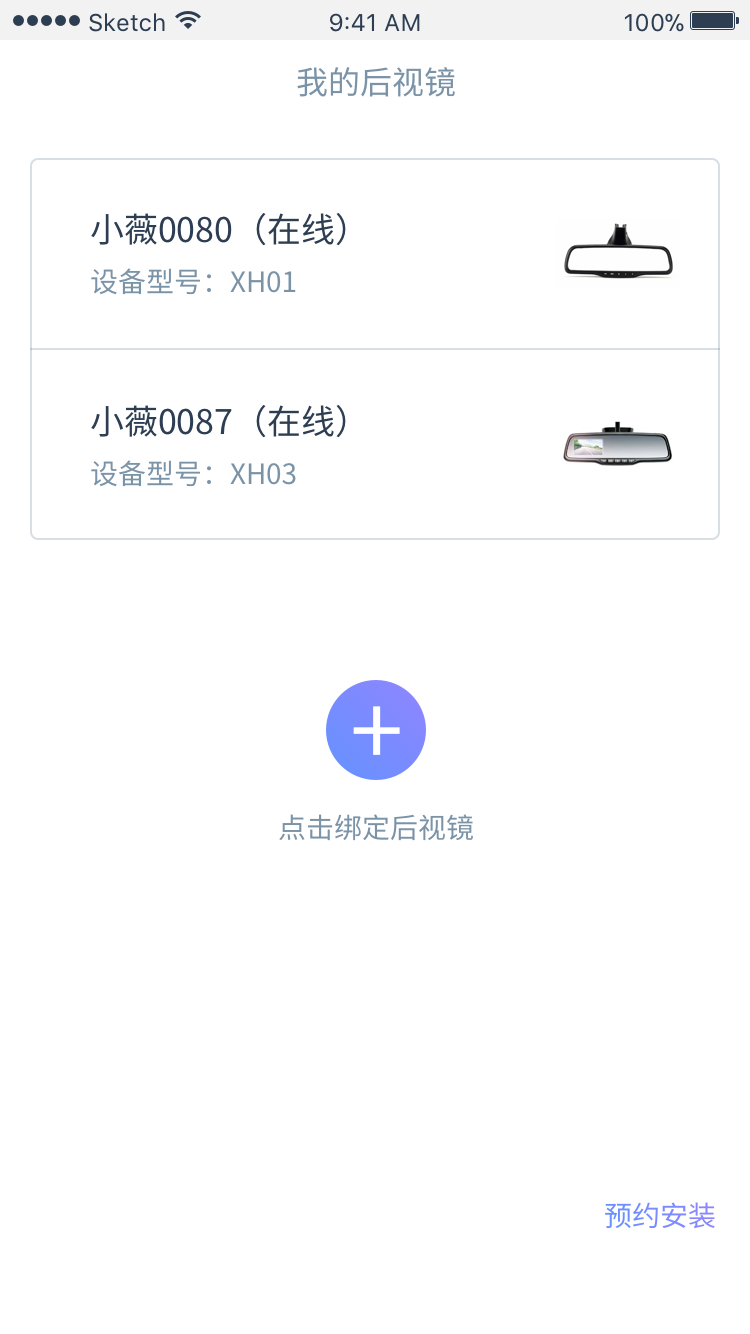 Sketch 9:41 AM 100%
我的后视镜
小薇0080（在线）
设备型号：XH01
小薇0087（在线）
设备型号：XH03
点击绑定后视镜
预约安装